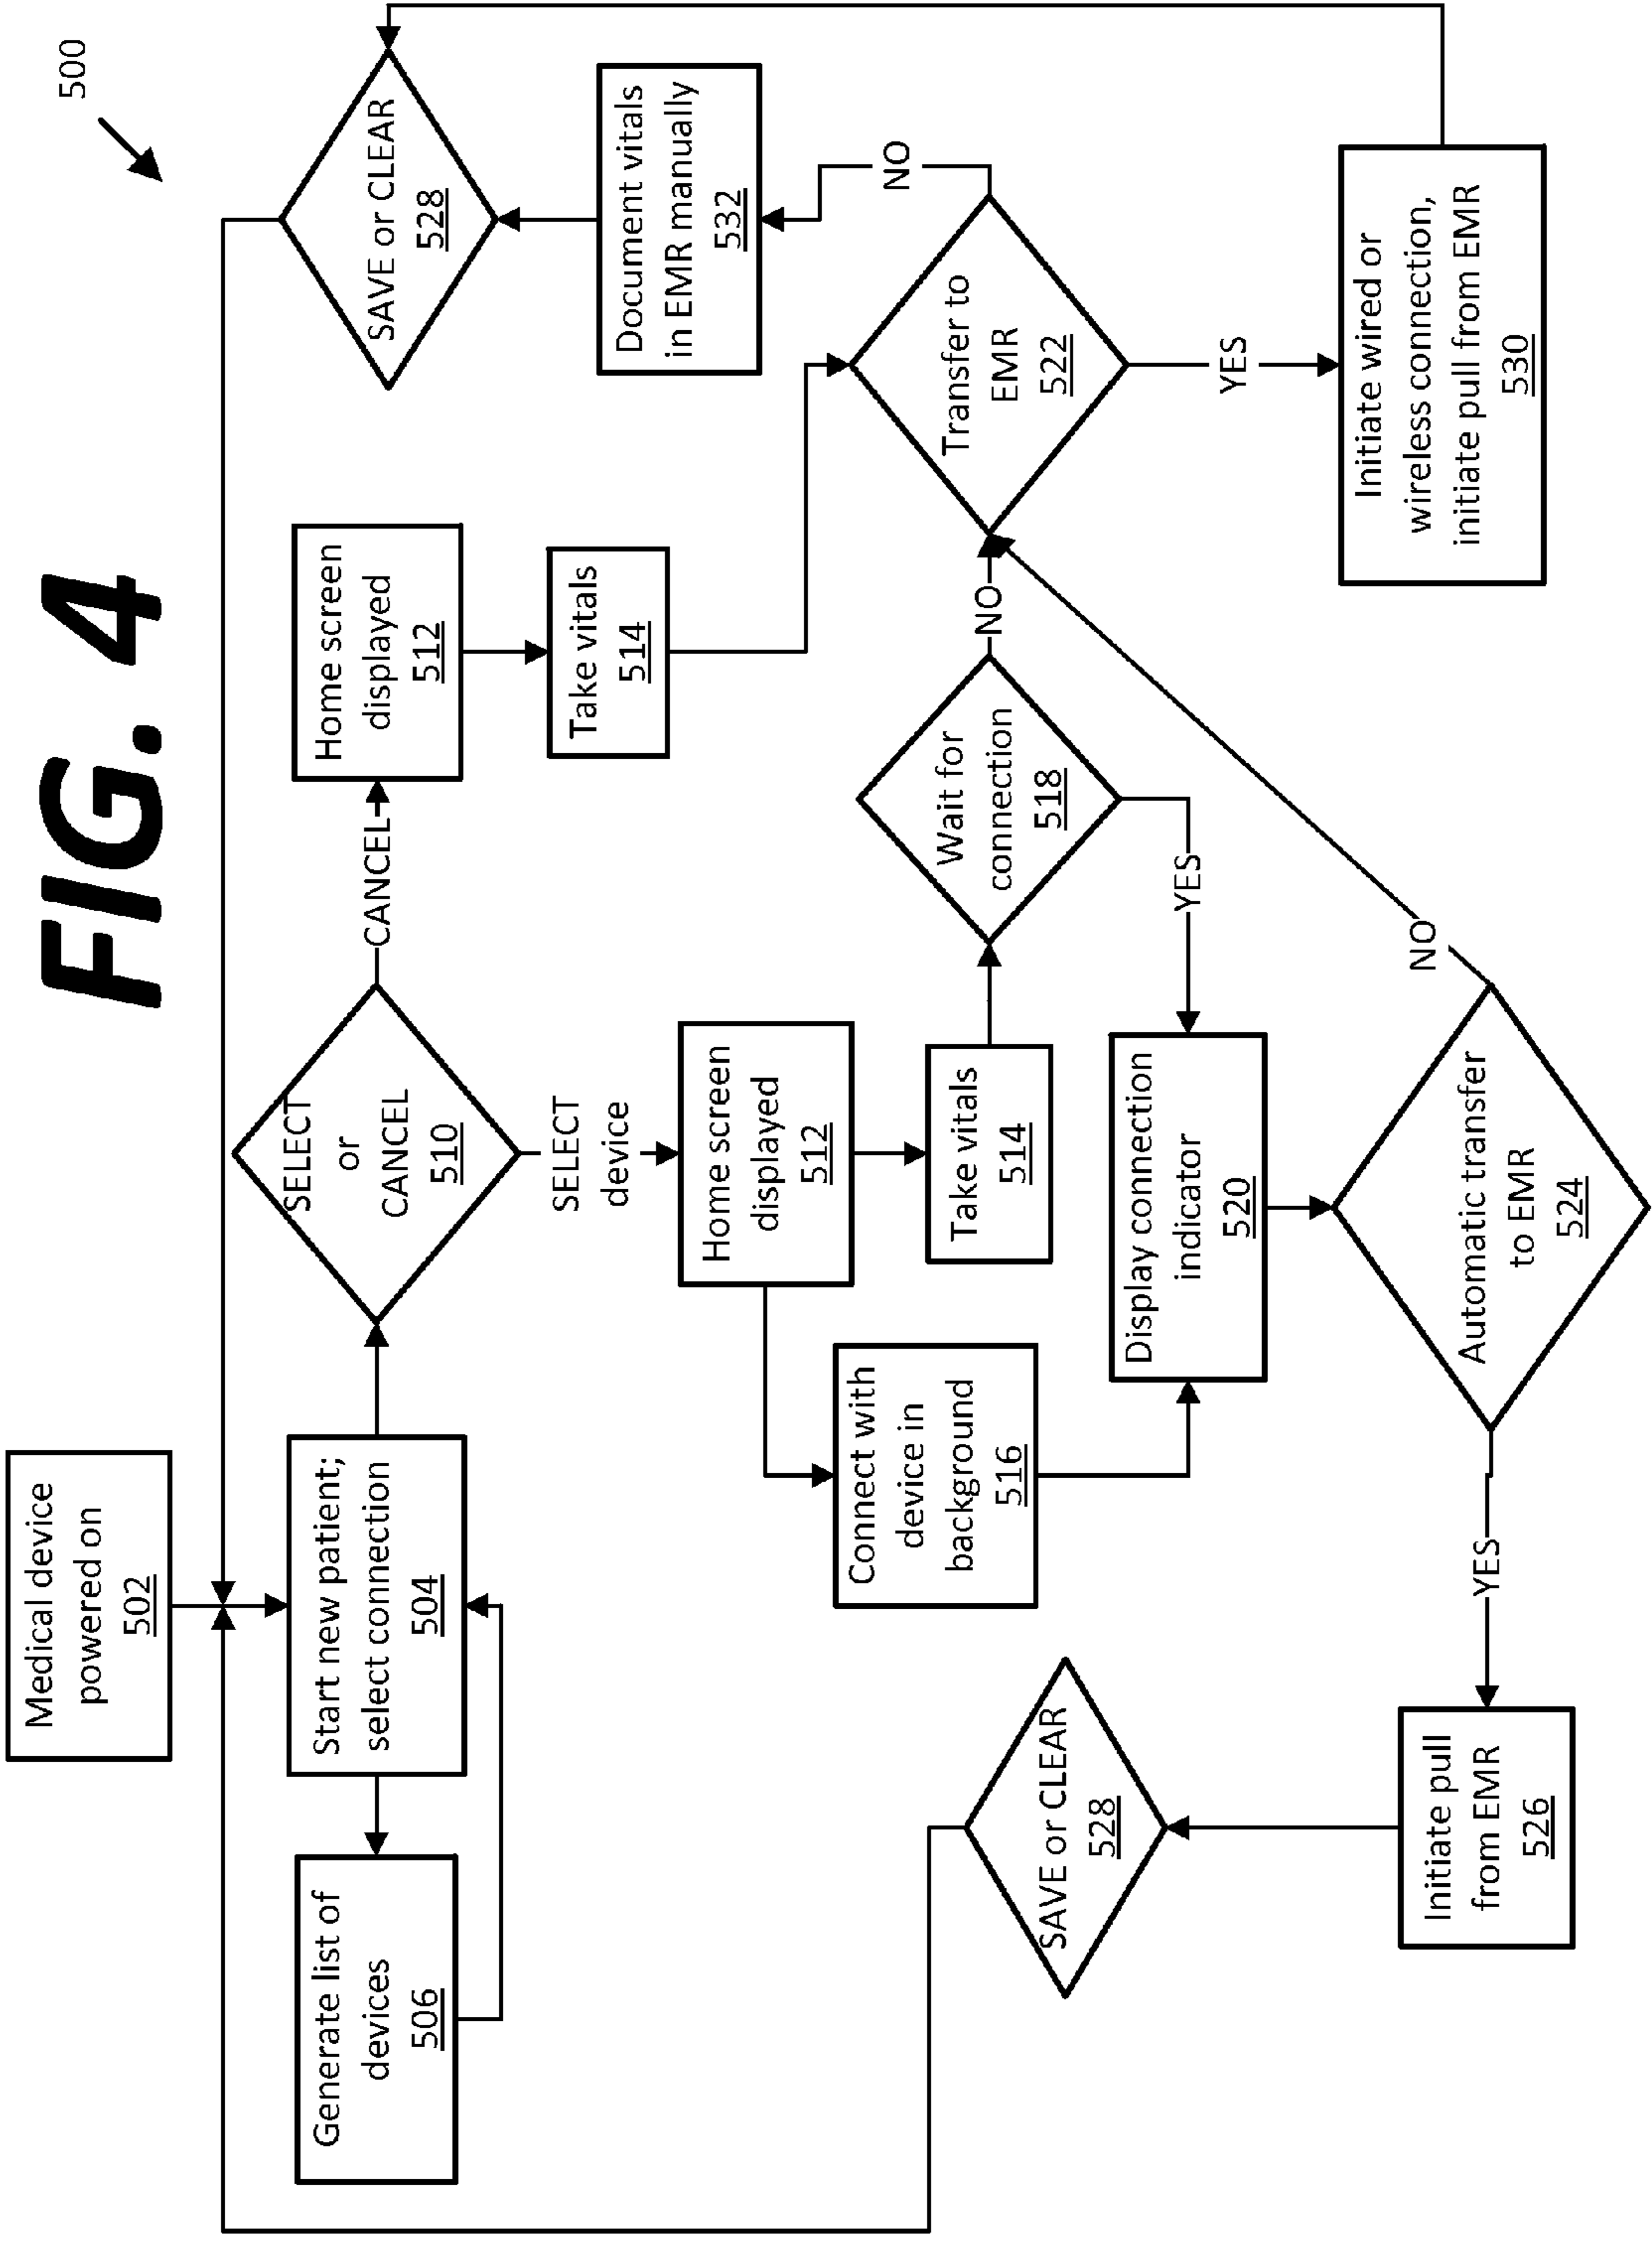 FIG. 4
500
Medical device
powered on
502
Start new patient;
select connection
504
Generate list of
devices
506
SELECT
or
CANCEL
510
CANCEL
Home screen
displayed
512
Take vitals
514
SELECT
device
Home screen
displayed
512
Take vitals
514
Connect with
device in
background
516
Wait for
connection
518
NO
YES
Display connection
indicator
520
Transfer to
EMR
522
NO
YES
Document vitals
in EMR manually
532
SAVE or CLEAR
528
Initiate wired or
wireless connection,
initiate pull from EMR
530
Automatic transfer
to EMR
524
NO
YES
Initiate pull
from EMR
526
SAVE or CLEAR
528